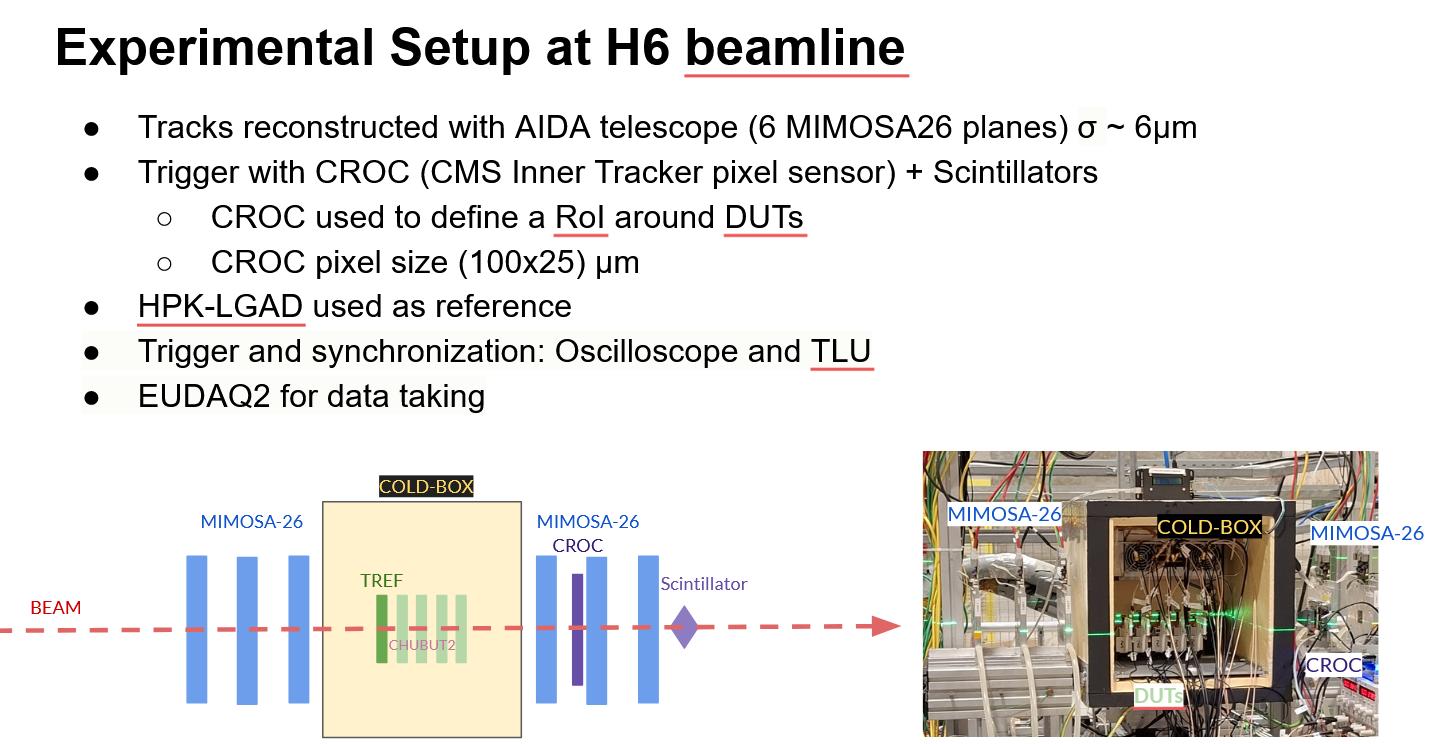 Experimental Setup at H6 beamline
● Tracks reconstructed with AIDA telescope (6 MIMOSA26 planes) σ ~ 6μm
● Trigger with CROC (CMS Inner Tracker pixel sensor) + Scintillators
○ CROC used to define a RoI around DUTs
○ CROC pixel size (100x25) μm
● HPK-LGAD used as reference
● Trigger and synchronization: Oscilloscope and TLU
● EUDAQ2 for data taking
COLD-BOX
MIMOSA-26
MIMOSA-26
CROC
TREF
Scintillator
BEAM
CHUBUT2
MIMOSA-26
COLD-BOX
MIMOSA-26
CROC
DUTs